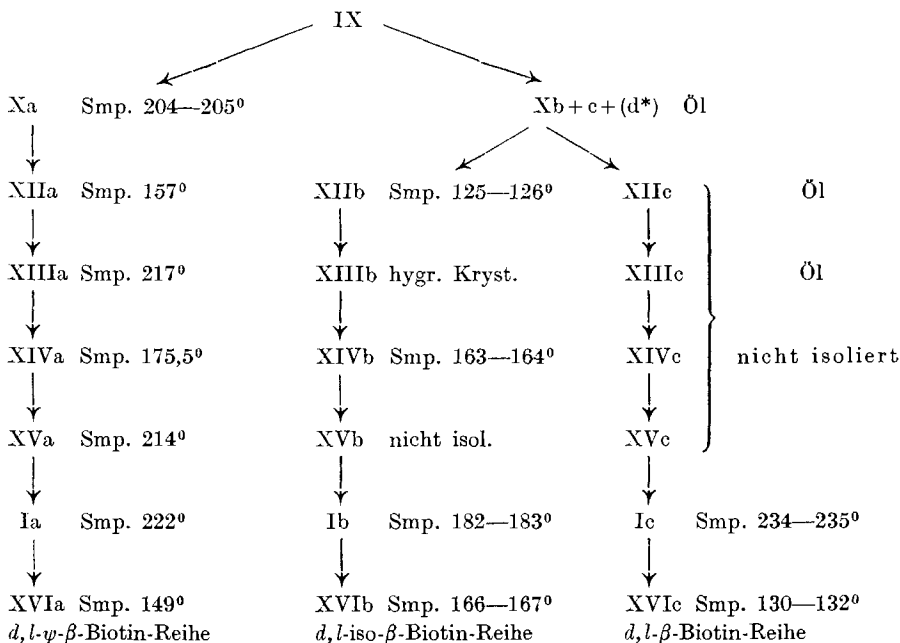 IX
Xa Smp. 204—205⁰ Xb + c + (d*) Öl
XIIa Smp. 157⁰ XIIb Smp. 125—126⁰ XIIc Öl
XIIIa Smp. 217⁰ XIIIb hygr. Kryst. XIIIc Öl
XIVa Smp. 175,5⁰ XIVb Smp. 163—164⁰ XIVc nicht isoliert
XVa Smp. 214⁰ XVb nicht isol. XVc
Ia Smp. 222⁰ Ib Smp. 182—183⁰ Ic Smp. 234—235⁰
XVIa Smp. 149⁰ XVIb Smp. 166—167⁰ XVIc Smp. 130—132⁰
d,l-ψ-β-Biotin-Reihe d,l-iso-β-Biotin-Reihe d,l-β-Biotin-Reihe